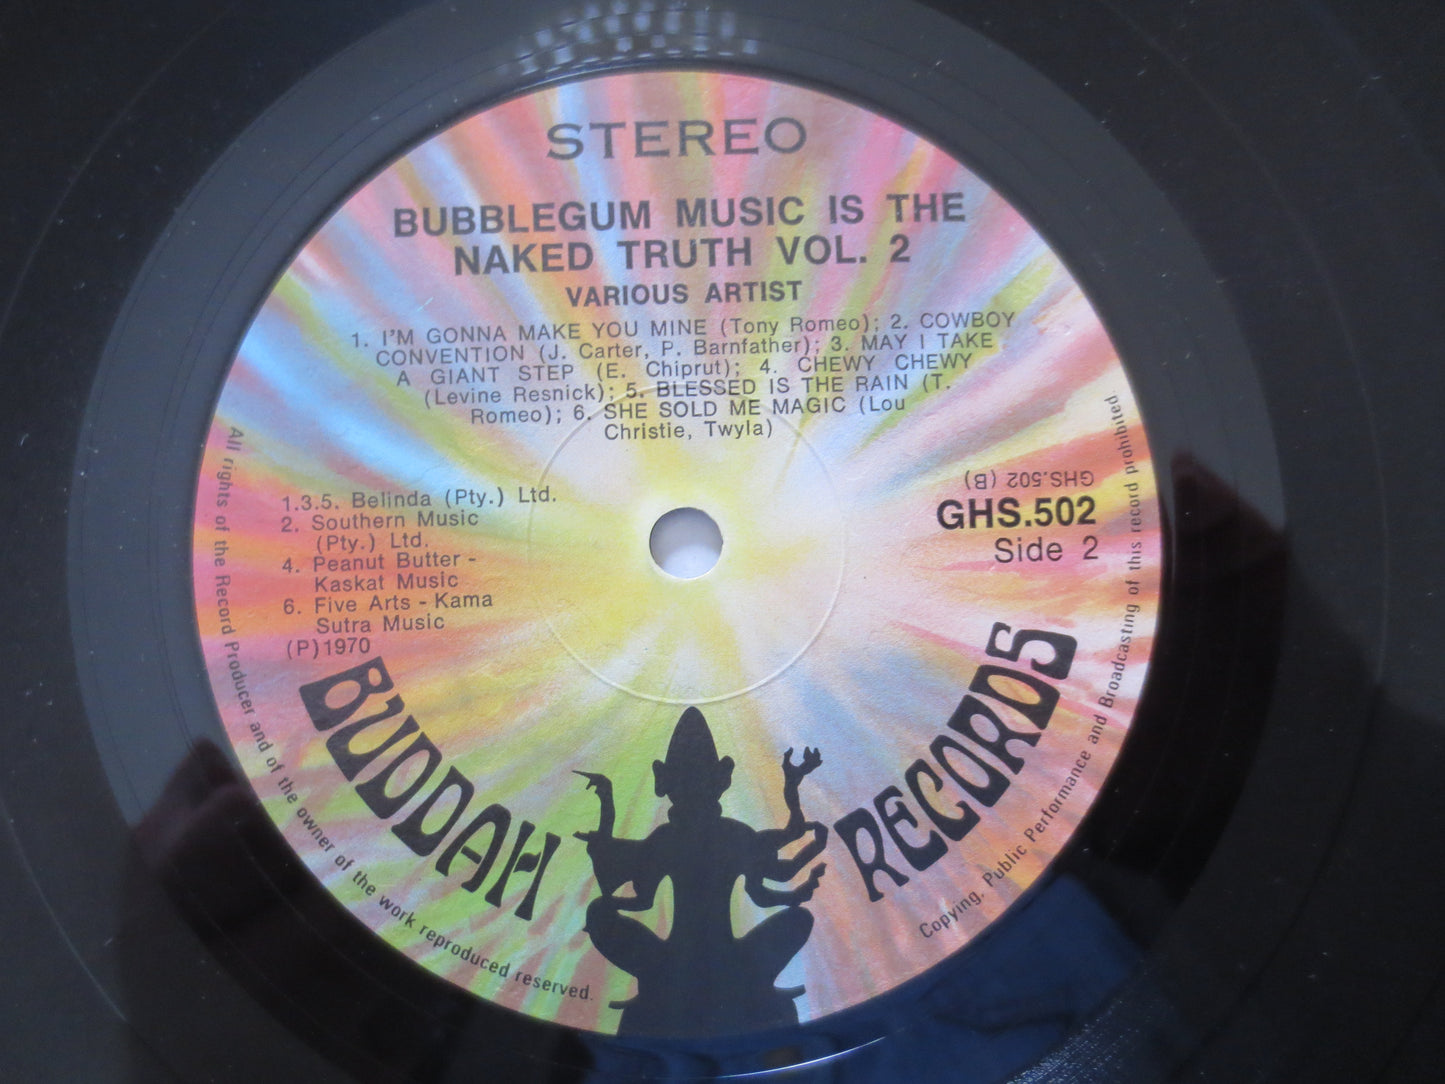 STEREO
BUBBLEGUM MUSIC IS THE
NAKED TRUTH VOL. 2
VARIOUS ARTIST
1. I'M GONNA MAKE YOU MINE (Tony Romeo); 2. COWBOY
CONVENTION (J. Carter, P. Barnfather); 3. MAY I TAKE
A GIANT STEP (E. Chiprut); 4. CHEWY CHEWY
(Levine Resnick); 5. BLESSED IS THE RAIN (T.
Romeo); 6. SHE SOLD ME MAGIC (Lou
Christie, Twyla)
1.3.5. Belinda (Pty.) Ltd.
2. Southern Music
(Pty.) Ltd.
4. Peanut Butter -
Kaskat Music
6. Five Arts - Kama
Sutra Music
(P)1970
GHS.502 (B)
GHS.502
Side 2
BUDDAH RECORDS
All rights of the Record Producer and of the owner of the work reproduced reserved.
Copying, Public Performance and Broadcasting of this record prohibited